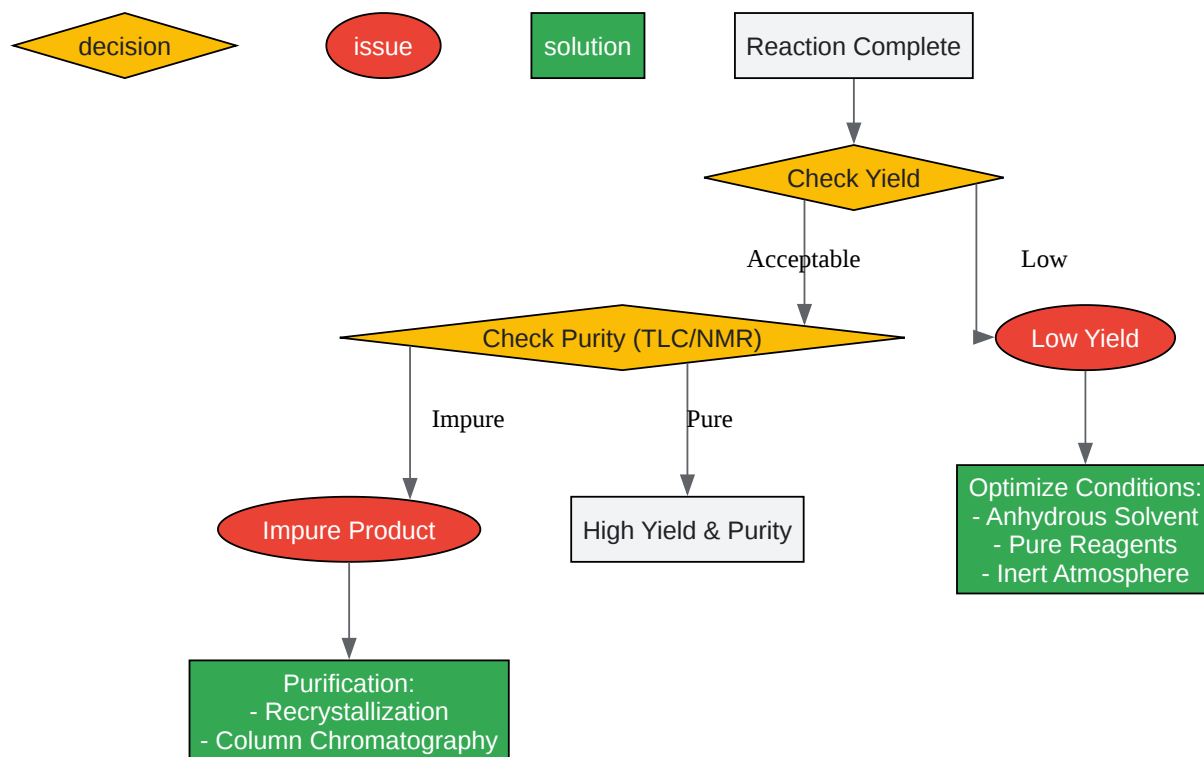 decision
issue
solution
Reaction Complete
Check Yield
Acceptable
Low
Check Purity (TLC/NMR)
Low Yield
Impure
Pure
Optimize Conditions:
- Anhydrous Solvent
- Pure Reagents
- Inert Atmosphere
Impure Product
High Yield & Purity
Purification:
- Recrystallization
- Column Chromatography